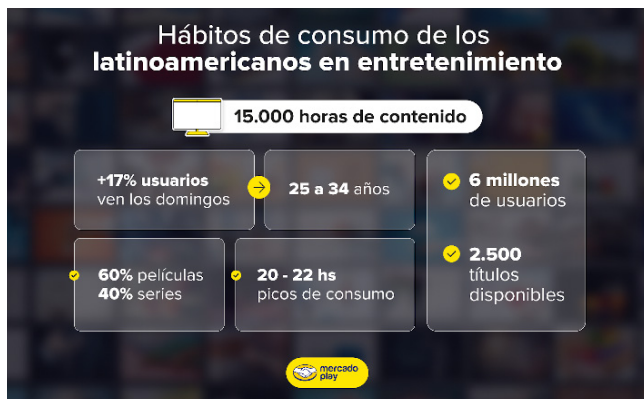 Hábitos de consumo de los
latinoamericanos en entretenimiento
15.000 horas de contenido
+17% usuarios
ven los domingos
25 a 34 años
6 millones
de usuarios
60% películas
40% series
20 - 22 hs
picos de consumo
2.500
títulos
disponibles
mercado
play